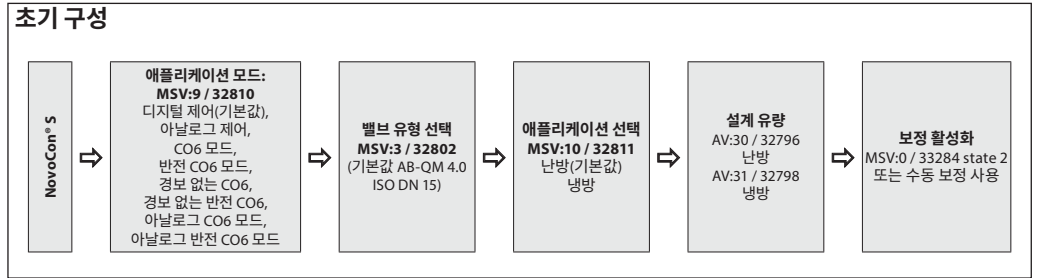 초기 구성
NovoCon® S
애플리케이션 모드:
MSV:9 / 32810
디지털 제어(기본값),
아날로그 제어,
CO6 모드,
반전 CO6 모드,
경보 없는 CO6,
경보 없는 반전 CO6,
아날로그 CO6 모드,
아날로그 반전 CO6 모드
밸브 유형 선택
MSV:3 / 32802
(기본값 AB-QM 4.0
ISO DN 15)
애플리케이션 선택
MSV:10 / 32811
난방(기본값)
냉방
설계 유량
AV:30 / 32796
난방
AV:31 / 32798
냉방
보정 활성화
MSV:0 / 33284 state 2
또는 수동 보정 사용